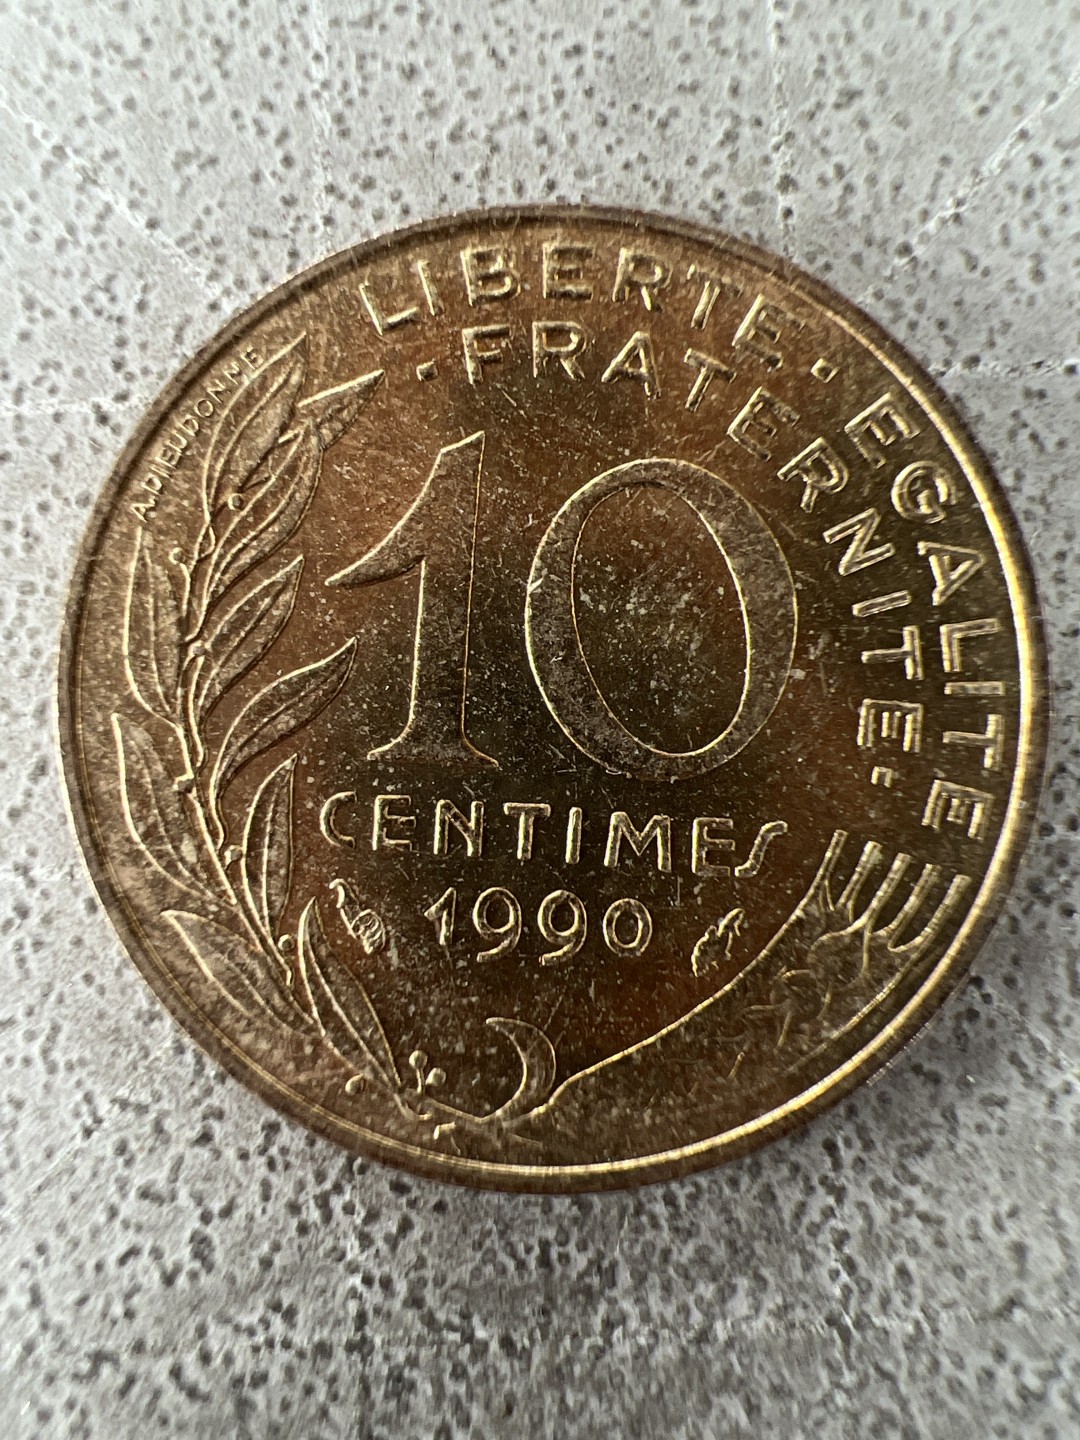 LIBERTE · EGALITE
· FRATERNITE ·
A.DIEUDONNE
10
CENTIMES
1990